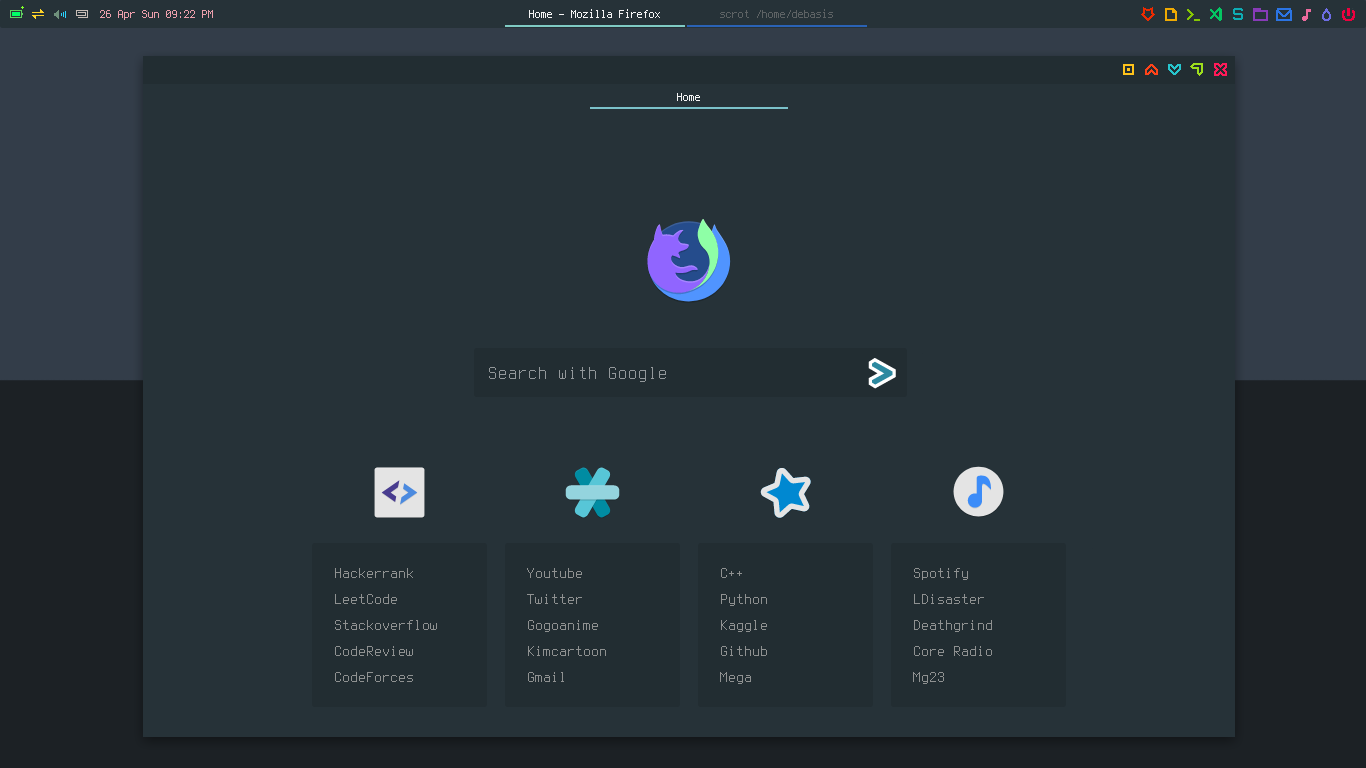 26 Apr Sun 09:22 PM
Home - Mozilla Firefox
scrot /home/debasis
Home
Search with Google
Hackerrank
LeetCode
Stackoverflow
CodeReview
CodeForces
Youtube
Twitter
Gogoanime
Kimcartoon
Gmail
C++
Python
Kaggle
Github
Mega
Spotify
LDisaster
Deathgrind
Core Radio
Mg23